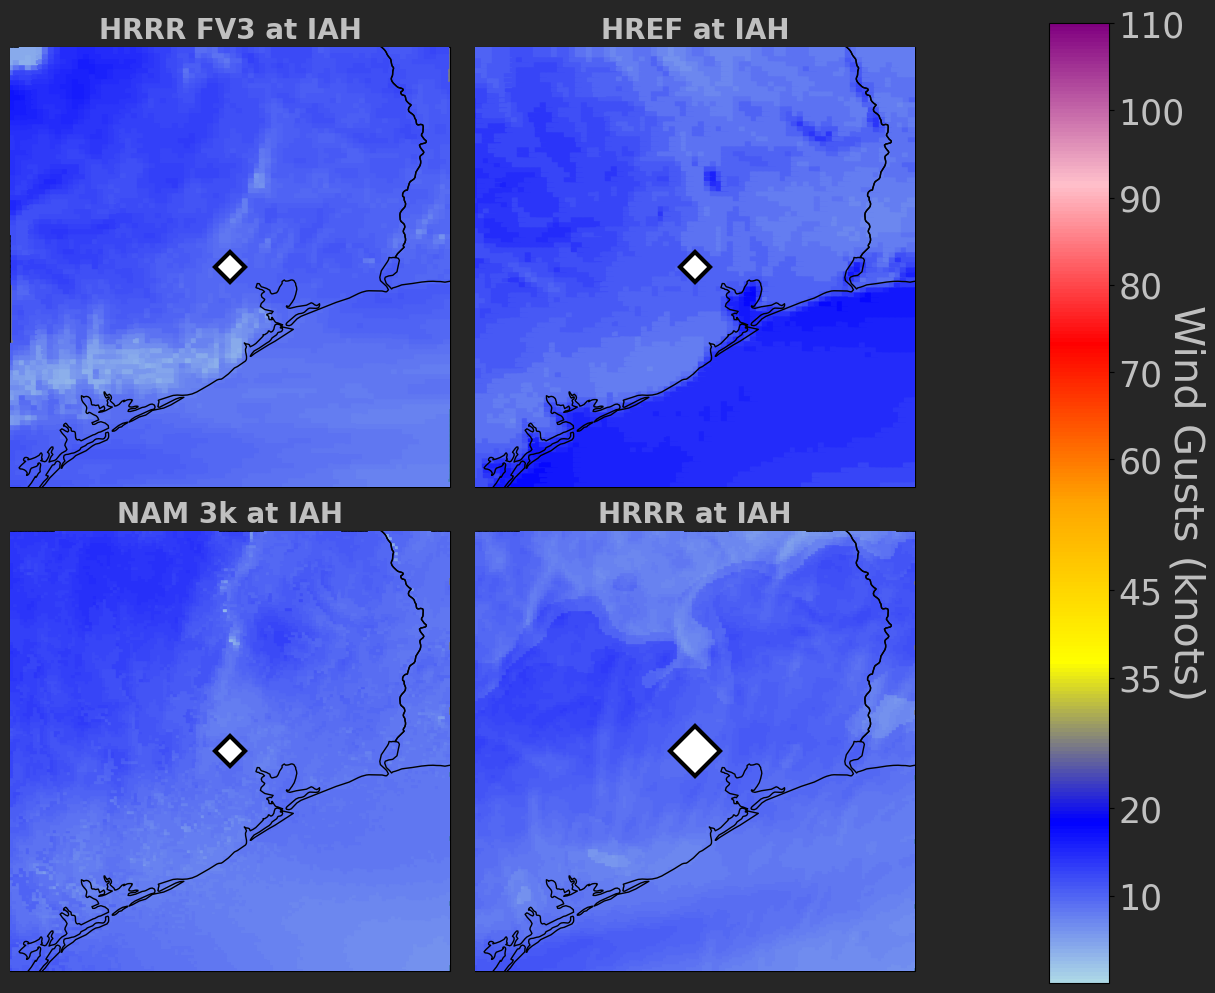 HRRR FV3 at IAH
HREF at IAH
NAM 3k at IAH
HRRR at IAH
110
100
90
80
70
60
45
35
20
10
Wind Gusts (knots)